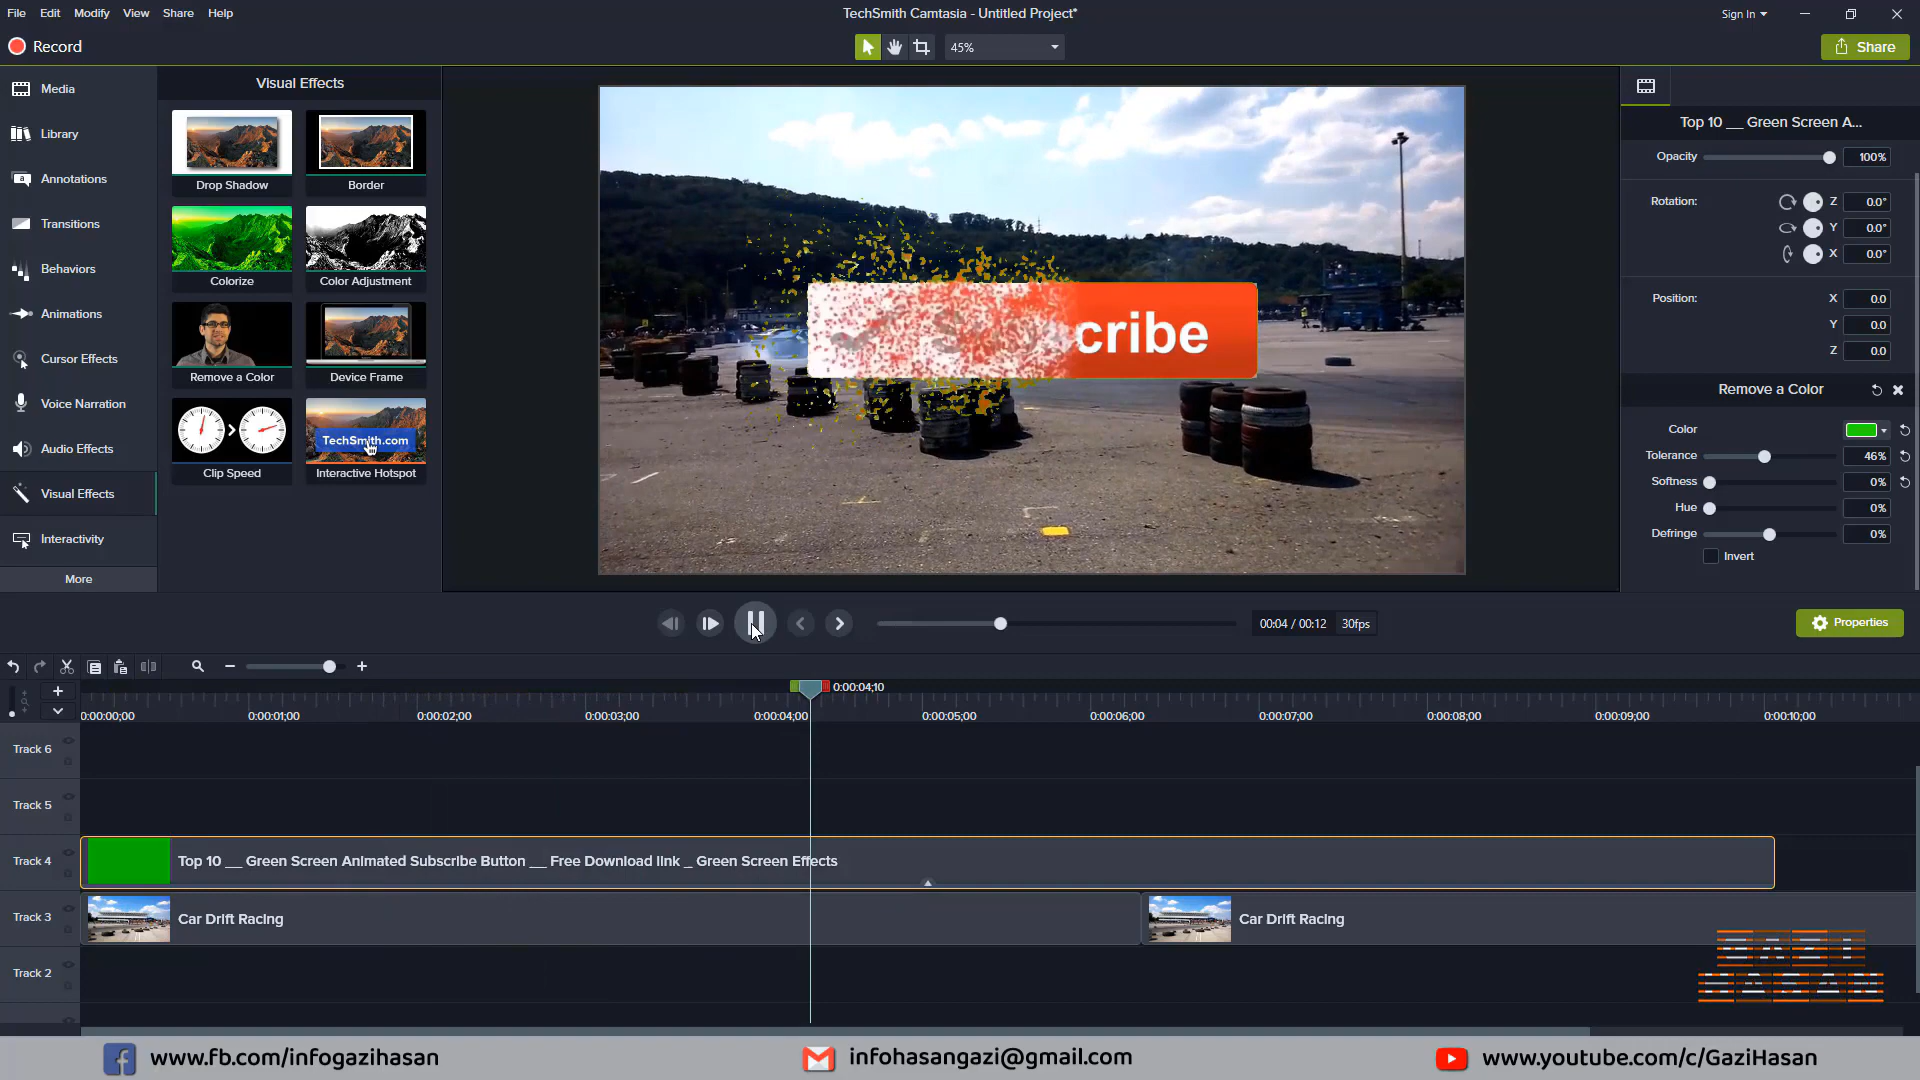 File Edit Modify View Share Help
TechSmith Camtasia - Untitled Project*
Sign In
Record
45%
Share
Media
Library
Annotations
Transitions
Behaviors
Animations
Cursor Effects
Voice Narration
Audio Effects
Visual Effects
Interactivity
More
Visual Effects
Drop Shadow
Border
Colorize
Color Adjustment
Remove a Color
Device Frame
TechSmith.com
Clip Speed
Interactive Hotspot
cribe
Top 10 __ Green Screen A...
Opacity 100%
Rotation: Z 0.0°
Y 0.0°
X 0.0°
Position: X 0.0
Y 0.0
Z 0.0
Remove a Color
Color
Tolerance 46%
Softness 0%
Hue 0%
Defringe 0%
Invert
00:04 / 00:12 30fps
Properties
0:00:04;10
0:00:00;00 0:00:01;00 0:00:02;00 0:00:03;00 0:00:04;00 0:00:05;00 0:00:06;00 0:00:07;00 0:00:08;00 0:00:09;00 0:00:10;00
Track 6
Track 5
Track 4 Top 10 __ Green Screen Animated Subscribe Button __ Free Download link _ Green Screen Effects
Track 3 Car Drift Racing Car Drift Racing
Track 2
www.fb.com/infogazihasan infohasangazi@gmail.com www.youtube.com/c/GaziHasan